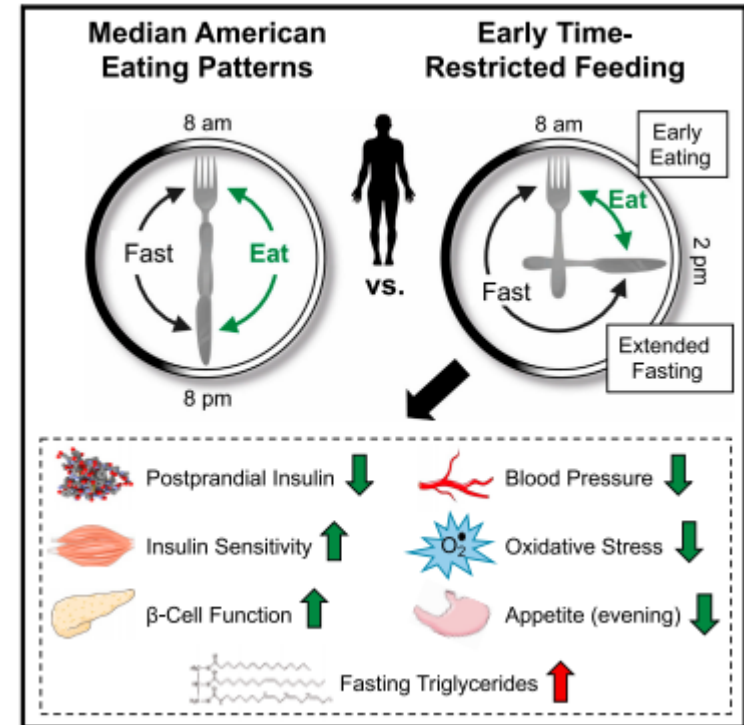 Median American
Eating Patterns
Early Time-
Restricted Feeding
8 am
Fast
Eat
8 pm
vs.
8 am
Early
Eating
Eat
2 pm
Fast
Extended
Fasting
Postprandial Insulin
Blood Pressure
Insulin Sensitivity
O₂
Oxidative Stress
β-Cell Function
Appetite (evening)
Fasting Triglycerides